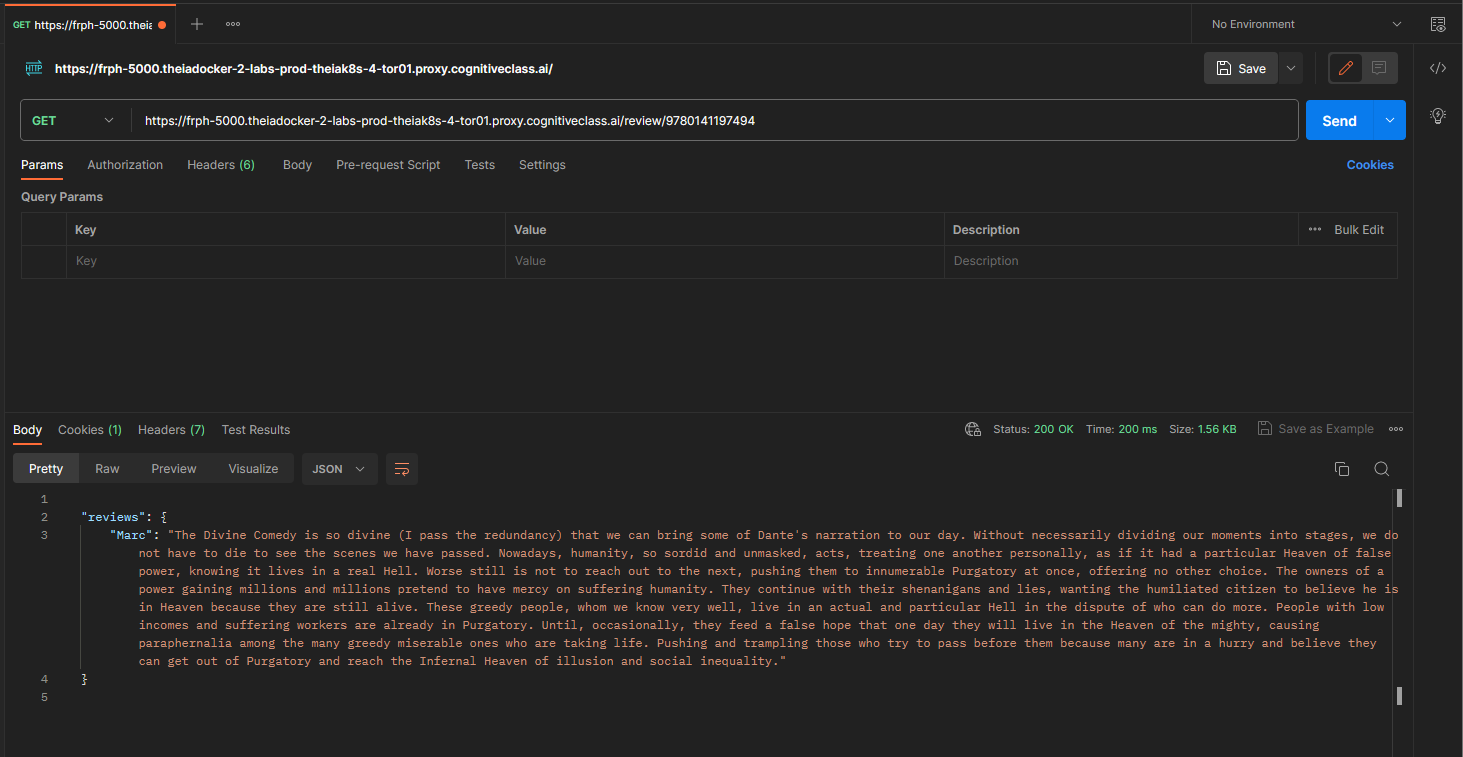 GET https://frph-5000.theia
No Environment
HTTP https://frph-5000.theiadocker-2-labs-prod-theiak8s-4-tor01.proxy.cognitiveclass.ai/
Save
GET https://frph-5000.theiadocker-2-labs-prod-theiak8s-4-tor01.proxy.cognitiveclass.ai/review/9780141197494
Send
Params Authorization Headers (6) Body Pre-request Script Tests Settings Cookies
Query Params
Key Value Description Bulk Edit
Key Value Description
Body Cookies (1) Headers (7) Test Results Status: 200 OK Time: 200 ms Size: 1.56 KB Save as Example
Pretty Raw Preview Visualize JSON
1
2 "reviews": {
3 "Marc": "The Divine Comedy is so divine (I pass the redundancy) that we can bring some of Dante's narration to our day. Without necessarily dividing our moments into stages, we do
not have to die to see the scenes we have passed. Nowadays, humanity, so sordid and unmasked, acts, treating one another personally, as if it had a particular Heaven of false
power, knowing it lives in a real Hell. Worse still is not to reach out to the next, pushing them to innumerable Purgatory at once, offering no other choice. The owners of a
power gaining millions and millions pretend to have mercy on suffering humanity. They continue with their shenanigans and lies, wanting the humiliated citizen to believe he is
in Heaven because they are still alive. These greedy people, whom we know very well, live in an actual and particular Hell in the dispute of who can do more. People with low
incomes and suffering workers are already in Purgatory. Until, occasionally, they feed a false hope that one day they will live in the Heaven of the mighty, causing
paraphernalia among the many greedy miserable ones who are taking life. Pushing and trampling those who try to pass before them because many are in a hurry and believe they
can get out of Purgatory and reach the Infernal Heaven of illusion and social inequality."
4 }
5